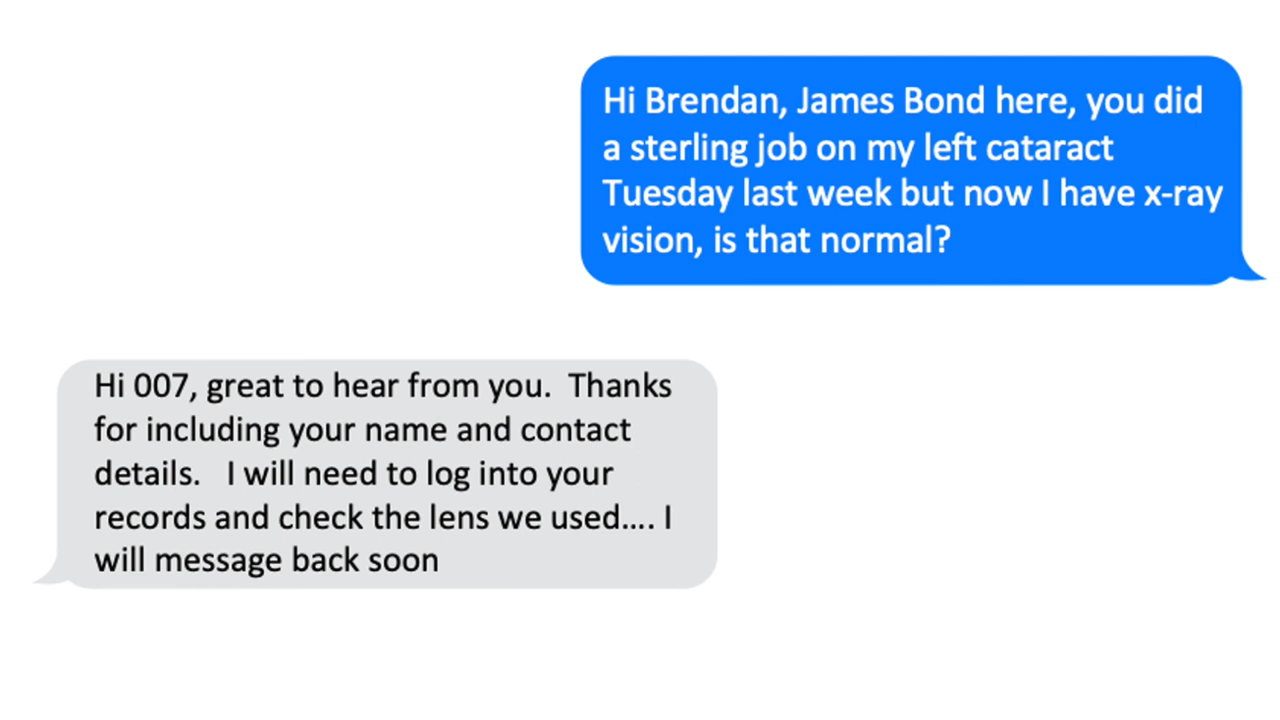 Hi Brendan, James Bond here, you did
a sterling job on my left cataract
Tuesday last week but now I have x-ray
vision, is that normal?
Hi 007, great to hear from you.  Thanks
for including your name and contact
details.   I will need to log into your
records and check the lens we used.... I
will message back soon